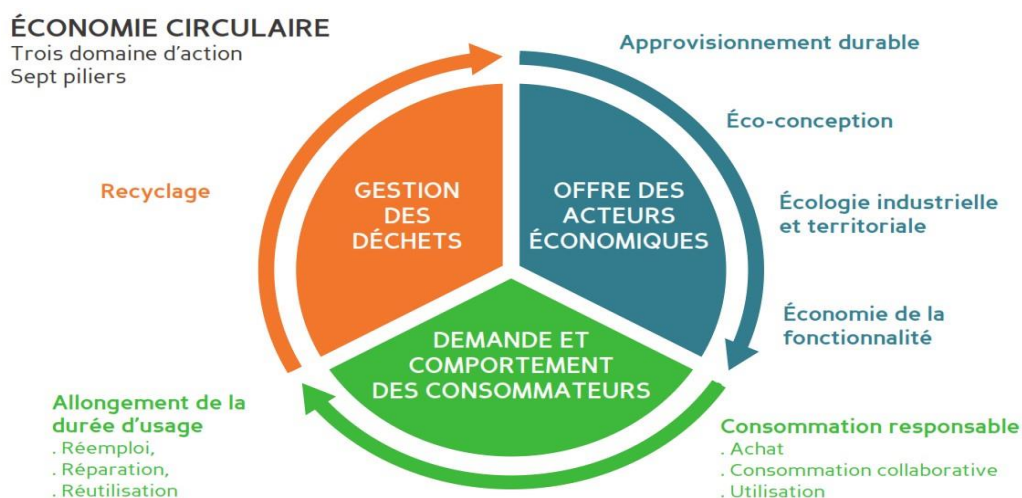 ÉCONOMIE CIRCULAIRE
Trois domaine d'action
Sept piliers
Approvisionnement durable
Éco-conception
Écologie industrielle
et territoriale
Économie de la
fonctionnalité
Recyclage
GESTION
DES
DÉCHETS
OFFRE DES
ACTEURS
ÉCONOMIQUES
DEMANDE ET
COMPORTEMENT
DES CONSOMMATEURS
Allongement de la
durée d'usage
. Réemploi,
. Réparation,
. Réutilisation
Consommation responsable
. Achat
. Consommation collaborative
. Utilisation